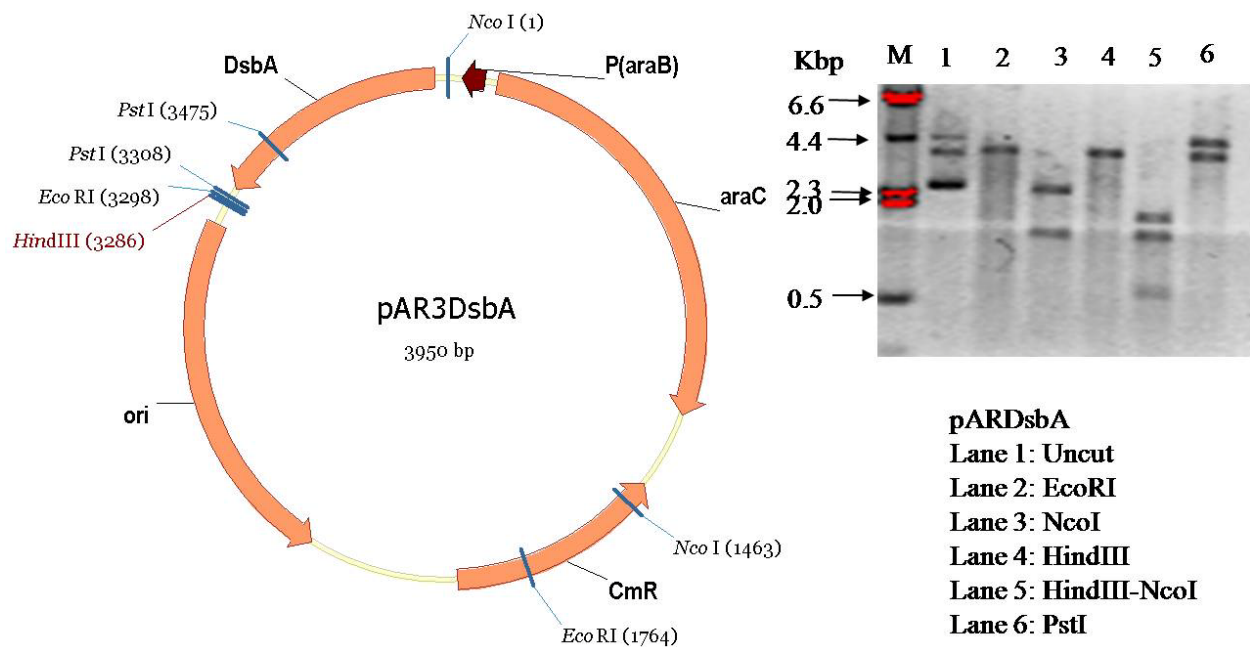 Nco I (1)
DsbA
P(araB)
Pst I (3475)
Pst I (3308)
Eco RI (3298)
HindIII (3286)
araC
pAR3DsbA
3950 bp
ori
Nco I (1463)
CmR
Eco RI (1764)
Kbp
M 1 2 3 4 5 6
6.6
4.4
2.3
2.0
0.5
pARDsbA
Lane 1: Uncut
Lane 2: EcoRI
Lane 3: NcoI
Lane 4: HindIII
Lane 5: HindIII-NcoI
Lane 6: PstI